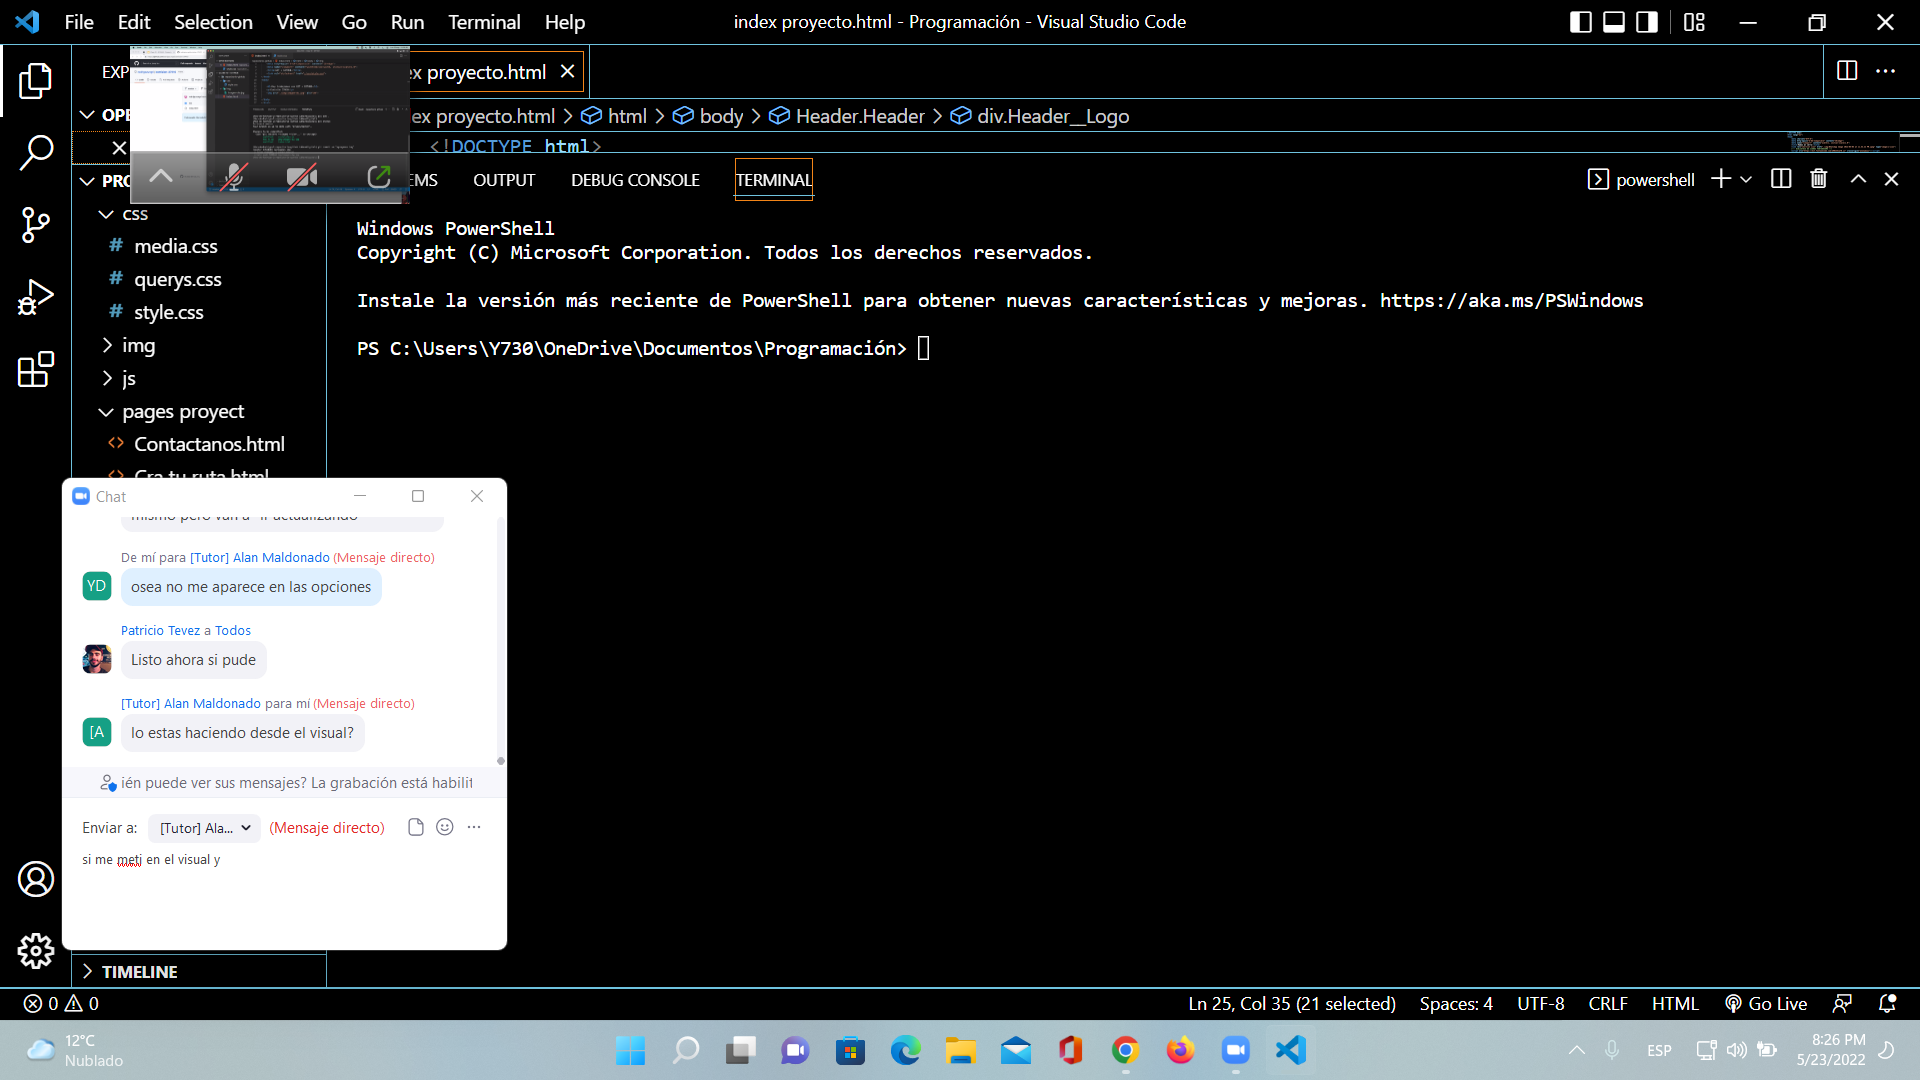 File Edit Selection View Go Run Terminal Help
index proyecto.html - Programación - Visual Studio Code
EXP
ex proyecto.html
OPE
ex proyecto.html > html > body > Header.Header > div.Header__Logo
<!DOCTYPE html>
PRO
EMS OUTPUT DEBUG CONSOLE TERMINAL
powershell
css
media.css
querys.css
style.css
img
js
pages proyect
Contactanos.html
Cra tu ruta.html
Windows PowerShell
Copyright (C) Microsoft Corporation. Todos los derechos reservados.
Instale la versión más reciente de PowerShell para obtener nuevas características y mejoras. https://aka.ms/PSWindows
PS C:\Users\Y730\OneDrive\Documentos\Programación>
Chat
mismo pero van a ir actualizando
De mí para [Tutor] Alan Maldonado (Mensaje directo)
YD
osea no me aparece en las opciones
Patricio Tevez a Todos
Listo ahora si pude
[Tutor] Alan Maldonado para mí (Mensaje directo)
[A
lo estas haciendo desde el visual?
ién puede ver sus mensajes? La grabación está habilit
Enviar a: [Tutor] Ala... (Mensaje directo)
si me meti en el visual y
TIMELINE
0 0
Ln 25, Col 35 (21 selected) Spaces: 4 UTF-8 CRLF HTML Go Live
12°C
Nublado
ESP
8:26 PM
5/23/2022